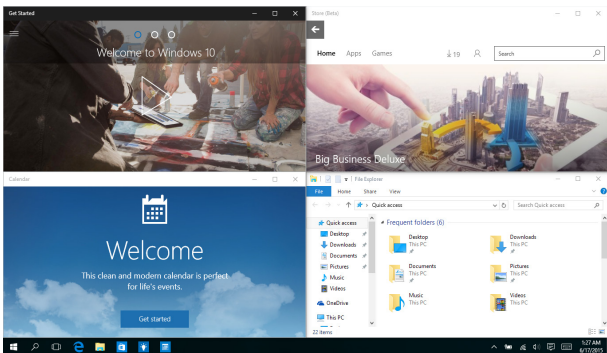 Get Started
Welcome to Windows 10
Store (Beta)
Home Apps Games 19 Search
Big Business Deluxe
Calendar
Welcome
This clean and modern calendar is perfect
for life's events.
Get started
File Explorer
File Home Share View
Quick access Search Quick access
Quick access
Desktop
Downloads
Documents
Pictures
Music
Videos
OneDrive
This PC
22 items
Frequent folders (6)
Desktop
This PC
Downloads
This PC
Documents
This PC
Pictures
This PC
Music
This PC
Videos
This PC
1:27 AM
6/17/2015